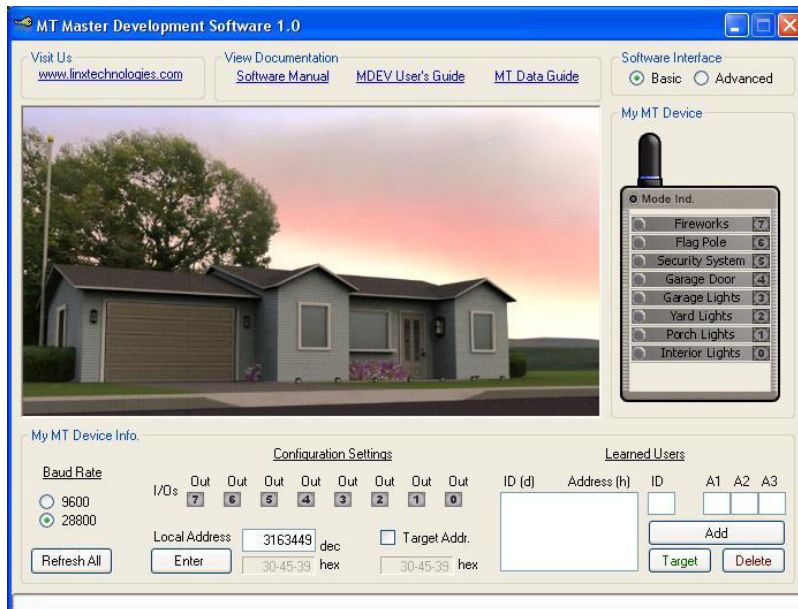 MT Master Development Software 1.0
Visit Us
www.linxtechnologies.com
View Documentation
Software Manual MDEV User's Guide MT Data Guide
Software Interface
Basic Advanced
My MT Device
Mode Ind.
Fireworks 7
Flag Pole 6
Security System 5
Garage Door 4
Garage Lights 3
Yard Lights 2
Porch Lights 1
Interior Lights 0
My MT Device Info.
Baud Rate
9600
28800
Refresh All
Configuration Settings
Out Out Out Out Out Out Out Out
I/Os 7 6 5 4 3 2 1 0
Local Address 3163449 dec Target Addr.
Enter 30-45-39 hex 30-45-39 hex
Learned Users
ID (d) Address (h) ID A1 A2 A3
Add
Target Delete